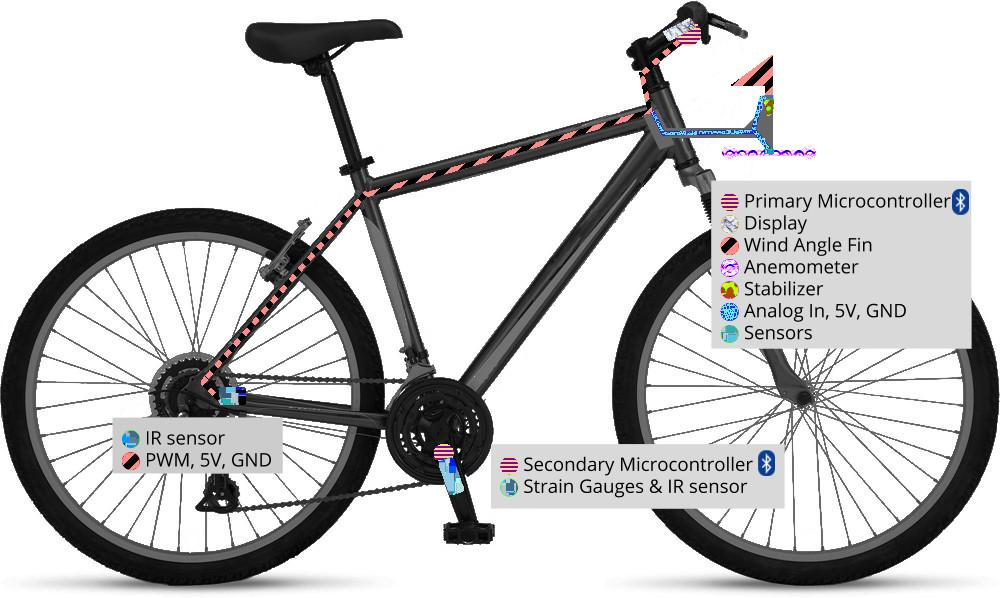 Primary Microcontroller
Display
Wind Angle Fin
Anemometer
Stabilizer
Analog In, 5V, GND
Sensors
IR sensor
PWM, 5V, GND
Secondary Microcontroller
Strain Gauges & IR sensor